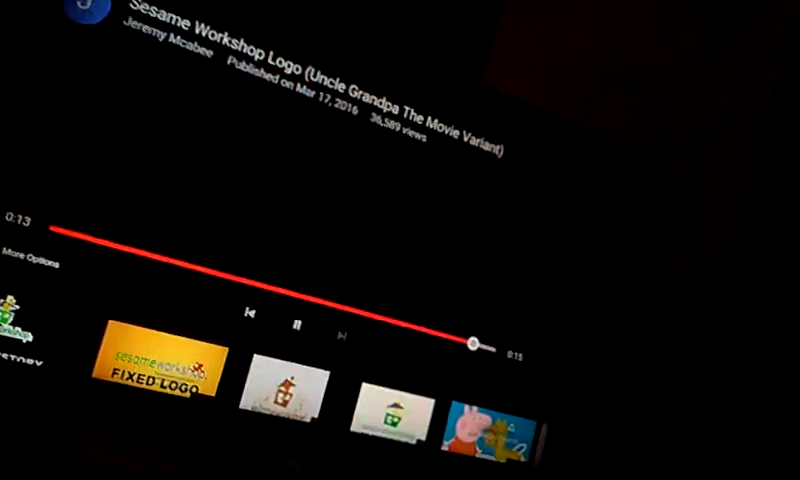 J
Sesame Workshop Logo (Uncle Grandpa The Movie Variant)
Jeremy Mcabee Published on Mar 17, 2016 36,589 views
0:13
0:15
More Options
sesameworkshop
FIXED LOGO